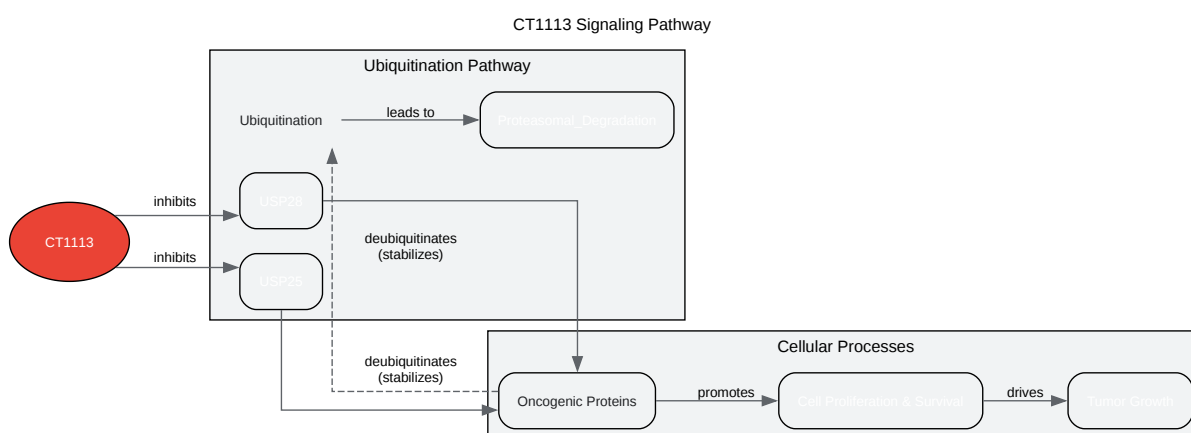 CT1113 Signaling Pathway
Ubiquitination Pathway
Ubiquitination
leads to
Proteasomal_Degradation
inhibits
USP28
CT1113
deubiquitinates
(stabilizes)
inhibits
USP25
Cellular Processes
deubiquitinates
(stabilizes)
Oncogenic Proteins
promotes
Cell Proliferation & Survival
drives
Tumor Growth